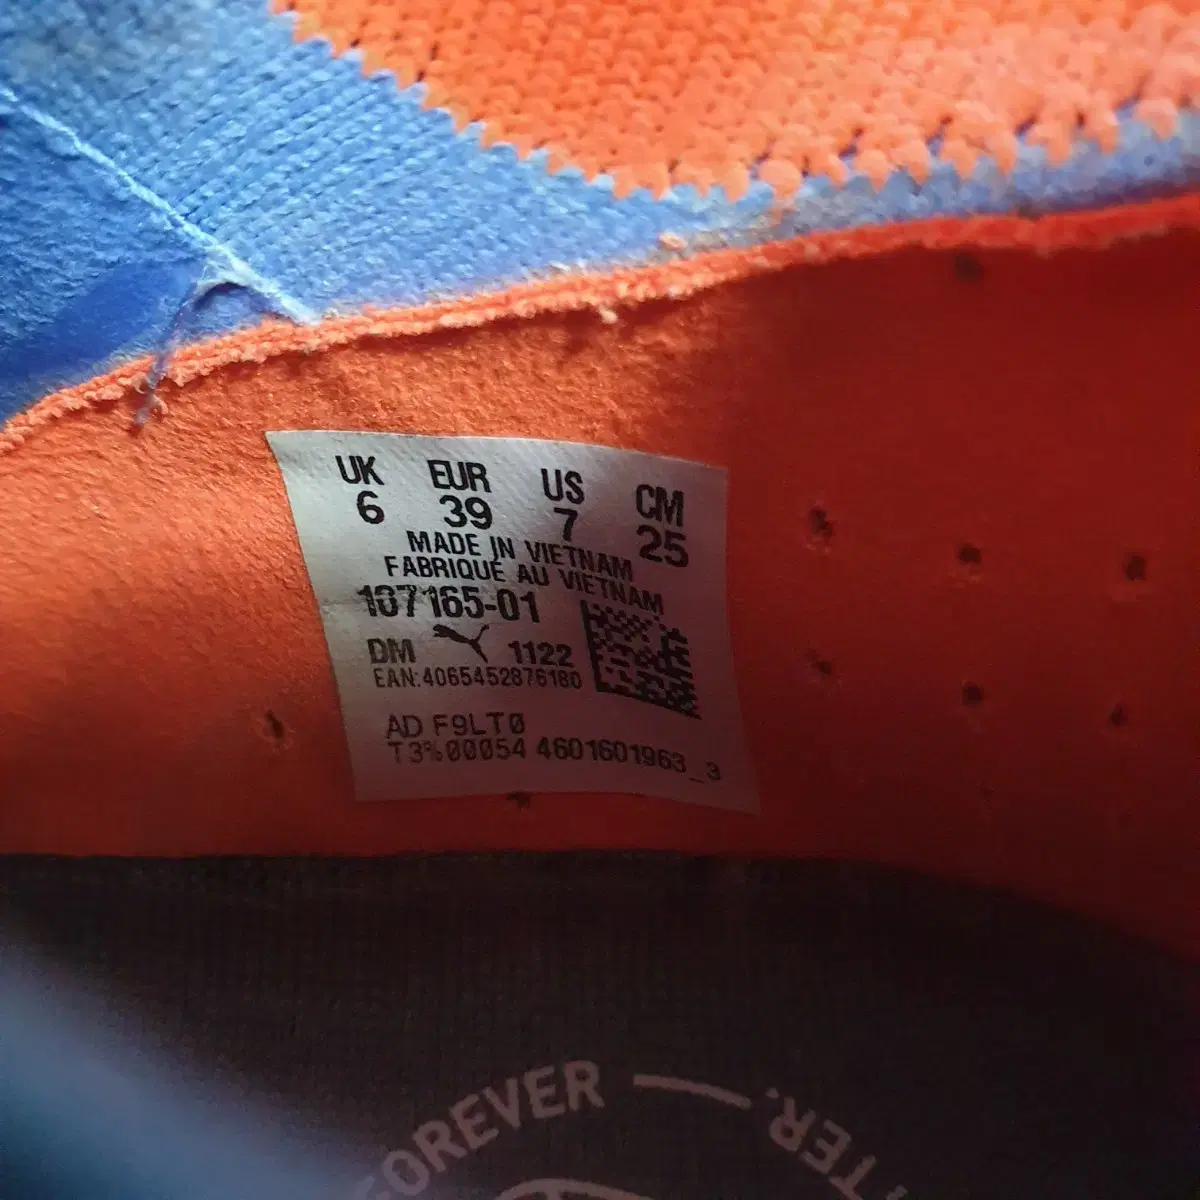 UK EUR US CM
6 39 7 25
MADE IN VIETNAM
FABRIQUÉ AU VIETNAM
107165-01
DM 1122
EAN:4065452876180
AD F9LT0
T3%00054 4601601963_3
FOREVER